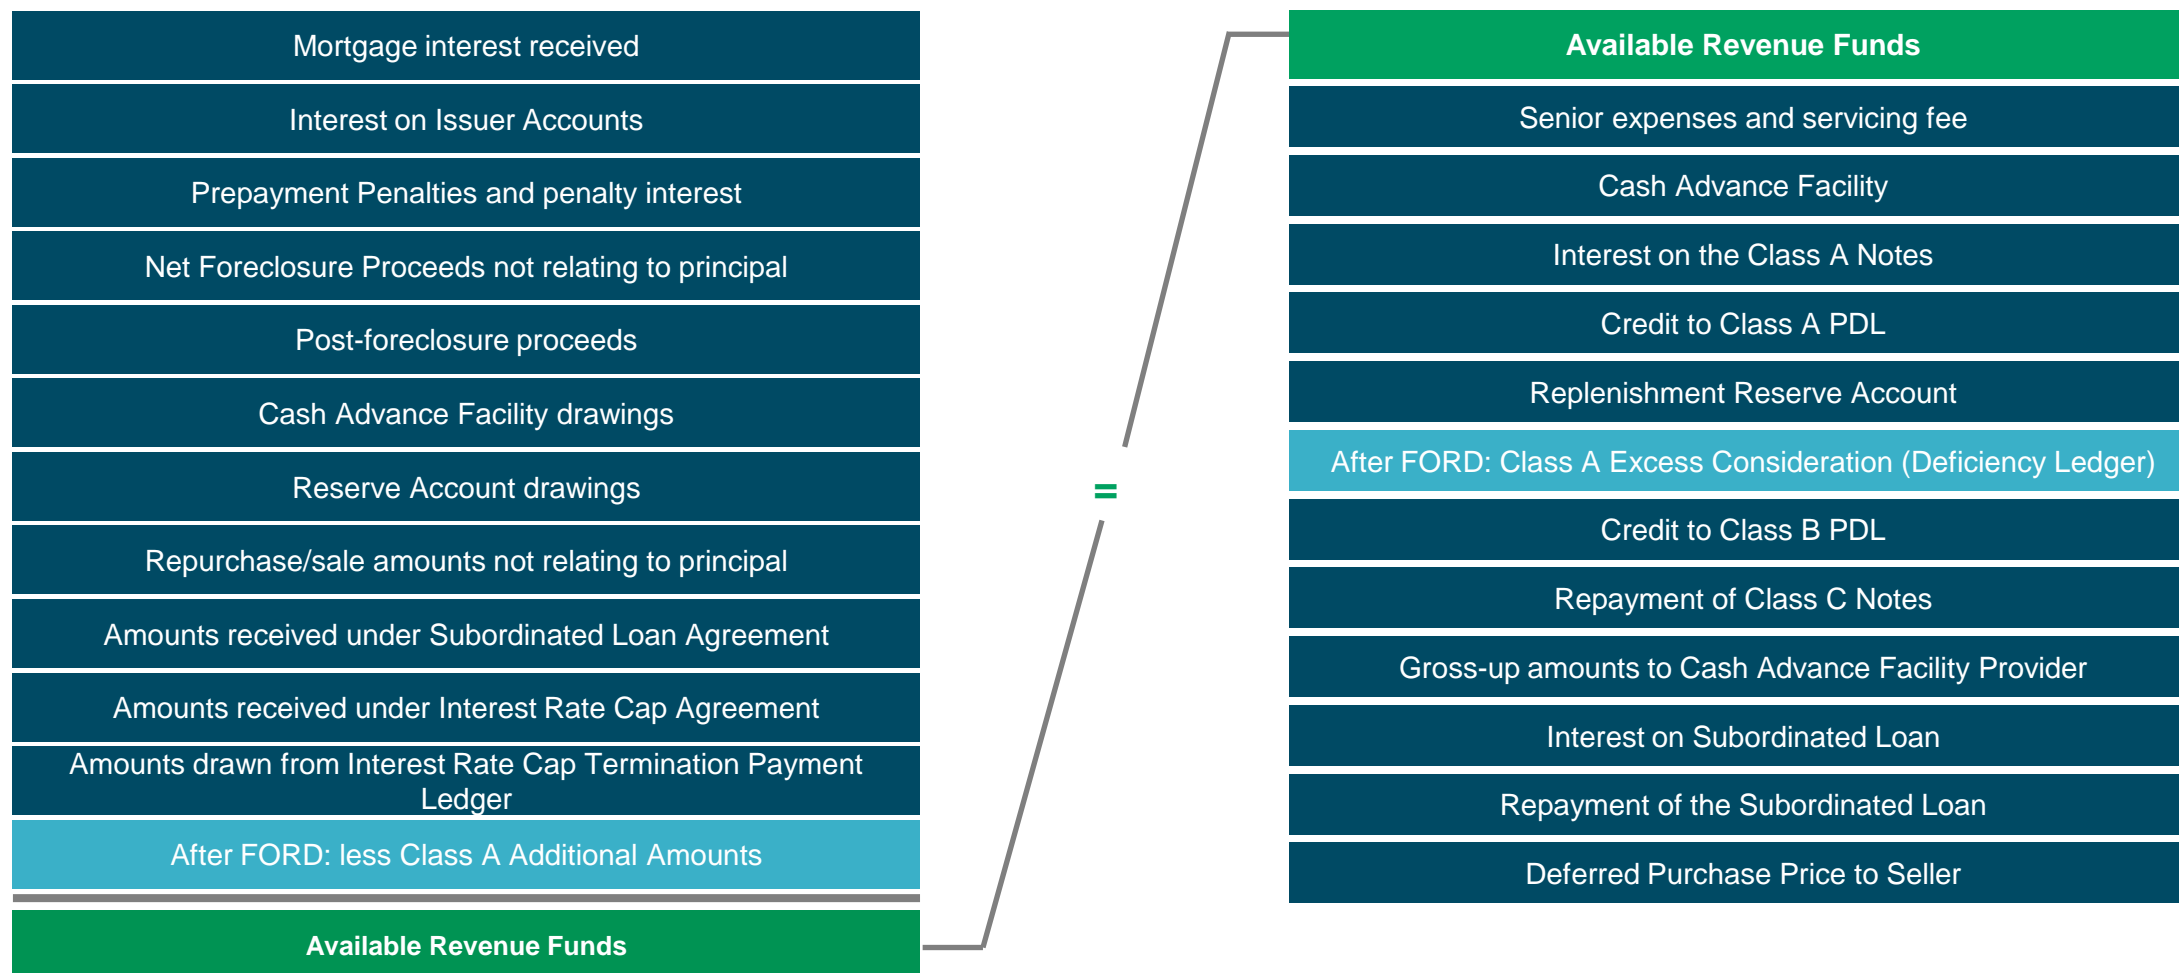 Mortgage interest received
Interest on Issuer Accounts
Prepayment Penalties and penalty interest
Net Foreclosure Proceeds not relating to principal
Post-foreclosure proceeds
Cash Advance Facility drawings
Reserve Account drawings
Repurchase/sale amounts not relating to principal
Amounts received under Subordinated Loan Agreement
Amounts received under Interest Rate Cap Agreement
Amounts drawn from Interest Rate Cap Termination Payment
Ledger
After FORD: less Class A Additional Amounts
Available Revenue Funds
=
Available Revenue Funds
Senior expenses and servicing fee
Cash Advance Facility
Interest on the Class A Notes
Credit to Class A PDL
Replenishment Reserve Account
After FORD: Class A Excess Consideration (Deficiency Ledger)
Credit to Class B PDL
Repayment of Class C Notes
Gross-up amounts to Cash Advance Facility Provider
Interest on Subordinated Loan
Repayment of the Subordinated Loan
Deferred Purchase Price to Seller